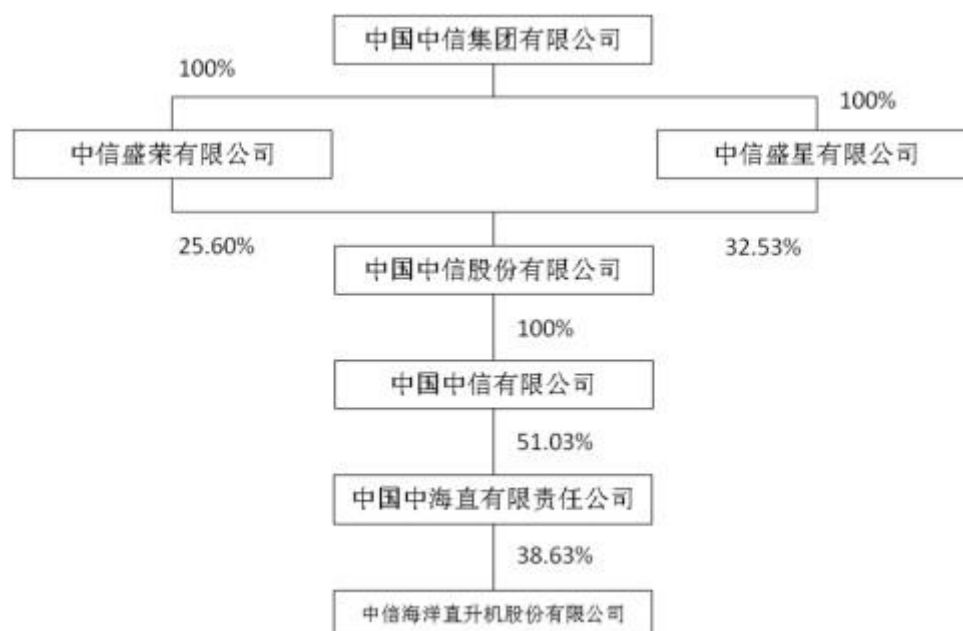 中国中信集团有限公司
100%
100%
中信盛荣有限公司
中信盛星有限公司
25.60%
32.53%
中国中信股份有限公司
100%
中国中信有限公司
51.03%
中国中海直有限责任公司
38.63%
中信海洋直升机股份有限公司